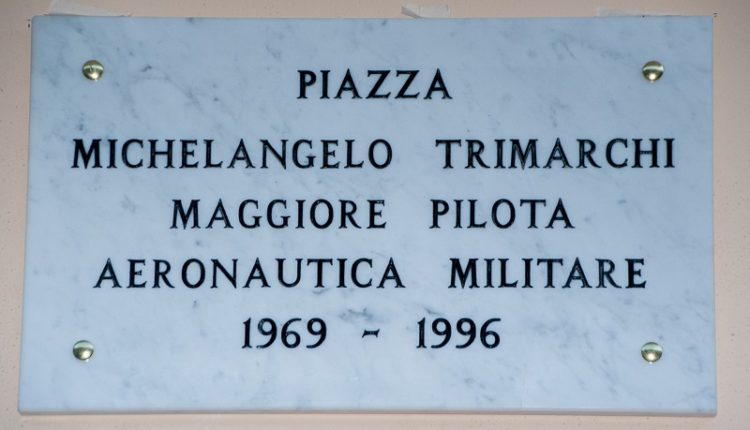 PIAZZA
MICHELANGELO TRIMARCHI
MAGGIORE PILOTA
AERONAUTICA MILITARE
1969 - 1996